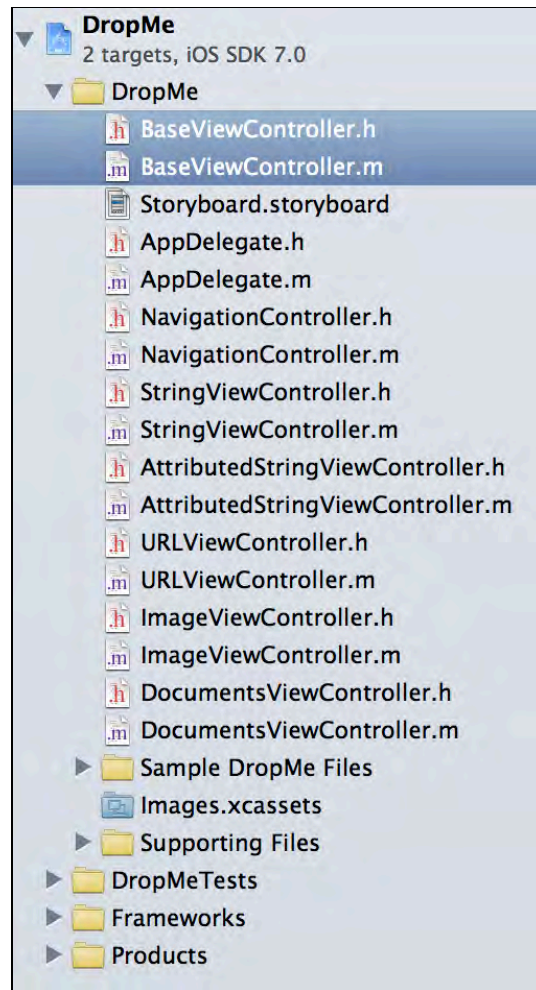 DropMe
2 targets, iOS SDK 7.0
DropMe
.h BaseViewController.h
.m BaseViewController.m
Storyboard.storyboard
.h AppDelegate.h
.m AppDelegate.m
.h NavigationController.h
.m NavigationController.m
.h StringViewController.h
.m StringViewController.m
.h AttributedStringViewController.h
.m AttributedStringViewController.m
.h URLViewController.h
.m URLViewController.m
.h ImageViewController.h
.m ImageViewController.m
.h DocumentsViewController.h
.m DocumentsViewController.m
Sample DropMe Files
Images.xcassets
Supporting Files
DropMeTests
Frameworks
Products